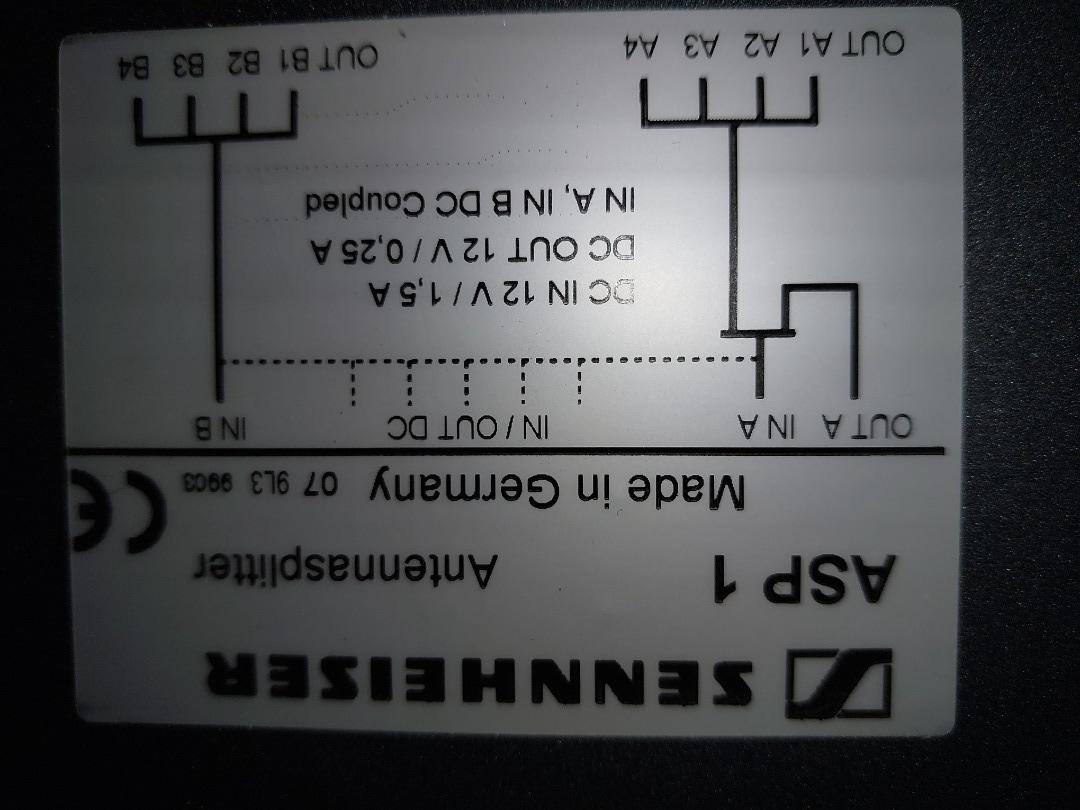 SENNHEISER
ASP 1 Antennasplitter
Made in Germany 07 9L3 9903 CE
OUT A IN A IN / OUT DC IN B
DC IN 12 V / 1,5 A
DC OUT 12 V / 0,25 A
IN A, IN B DC Coupled
OUT A1 A2 A3 A4 OUT B1 B2 B3 B4